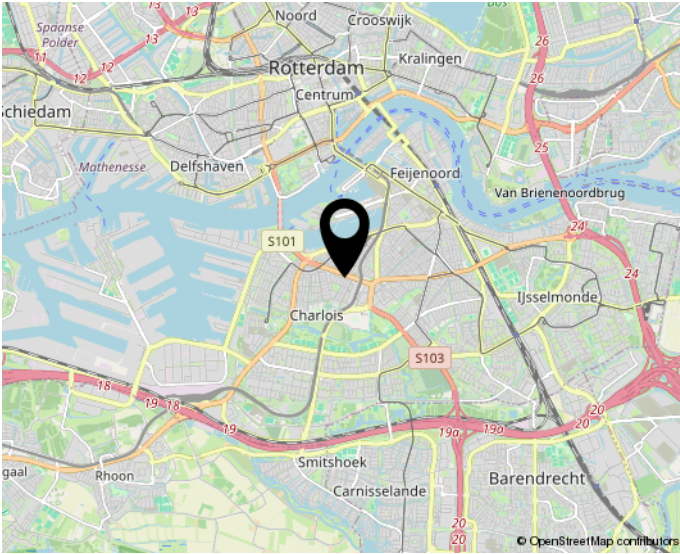 Noord
Crooswijk
Spaanse
Polder
13
13
26
11
12
12
Kralingen
Rotterdam
26
Centrum
Schiedam
25
Mathenesse
Delfshaven
Feijenoord
Van Brienenoordbrug
24
S101
24
IJsselmonde
Charlois
S103
18
19
18
19
19a
19a
20
20
Smitshoek
gaal
Rhoon
Carnisselande
Barendrecht
20
20
© OpenStreetMap contributors